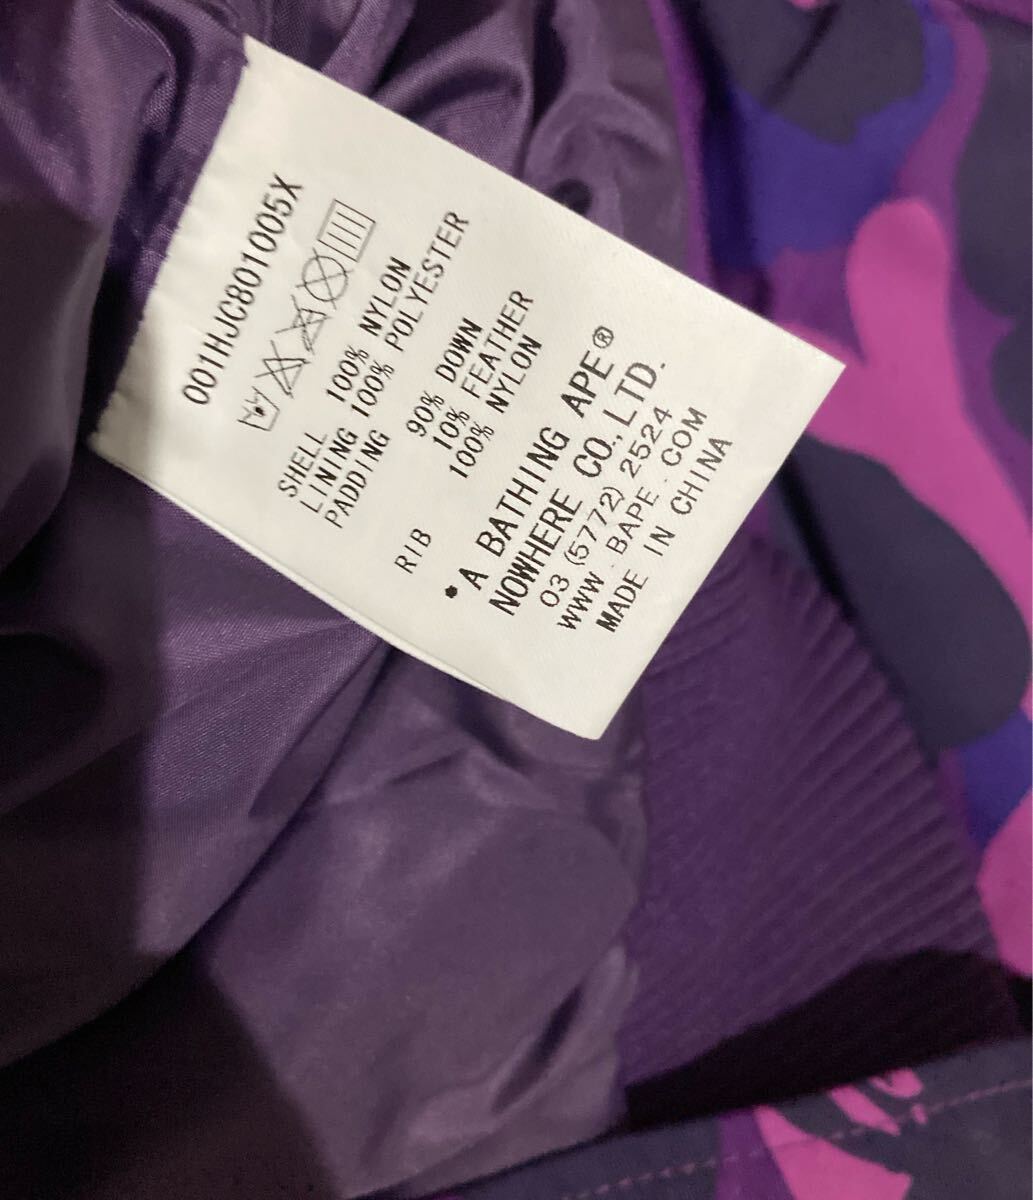 001HJC801005X
SHELL 100% NYLON
LINING 100% POLYESTER
PADDING
90% DOWN
10% FEATHER
RIB 100% NYLON
*A BATHING APE®
NOWHERE CO., LTD.
03 (5772) 2524
WWW.BAPE.COM
MADE IN CHINA